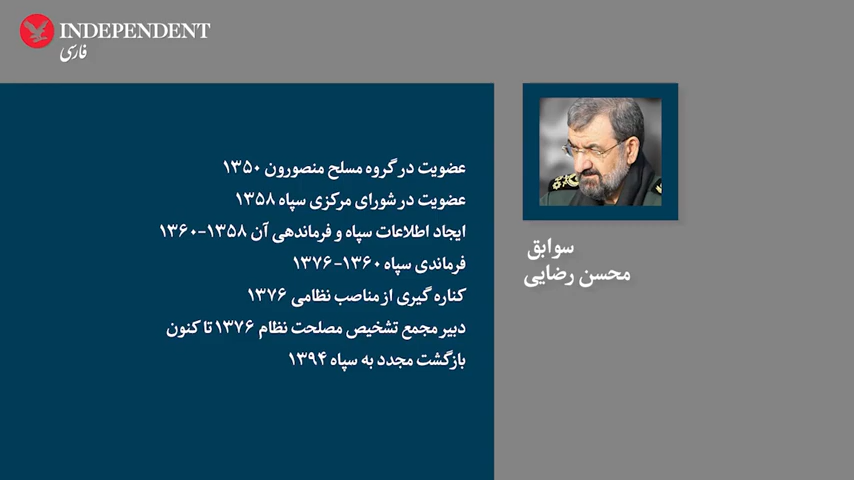 INDEPENDENT
فارسی
سوابق
محسن رضایی
عضویت در گروه مسلح منصورون ۱۳۵۰
عضویت در شورای مرکزی سپاه ۱۳۵۸
ایجاد اطلاعات سپاه و فرماندهی آن ۱۳۵۸-۱۳۶۰
فرماندی سپاه ۱۳۶۰-۱۳۷۶
کناره گیری از مناصب نظامی ۱۳۷۶
دبیر مجمع تشخیص مصلحت نظام ۱۳۷۶ تا کنون
بازگشت مجدد به سپاه ۱۳۹۴